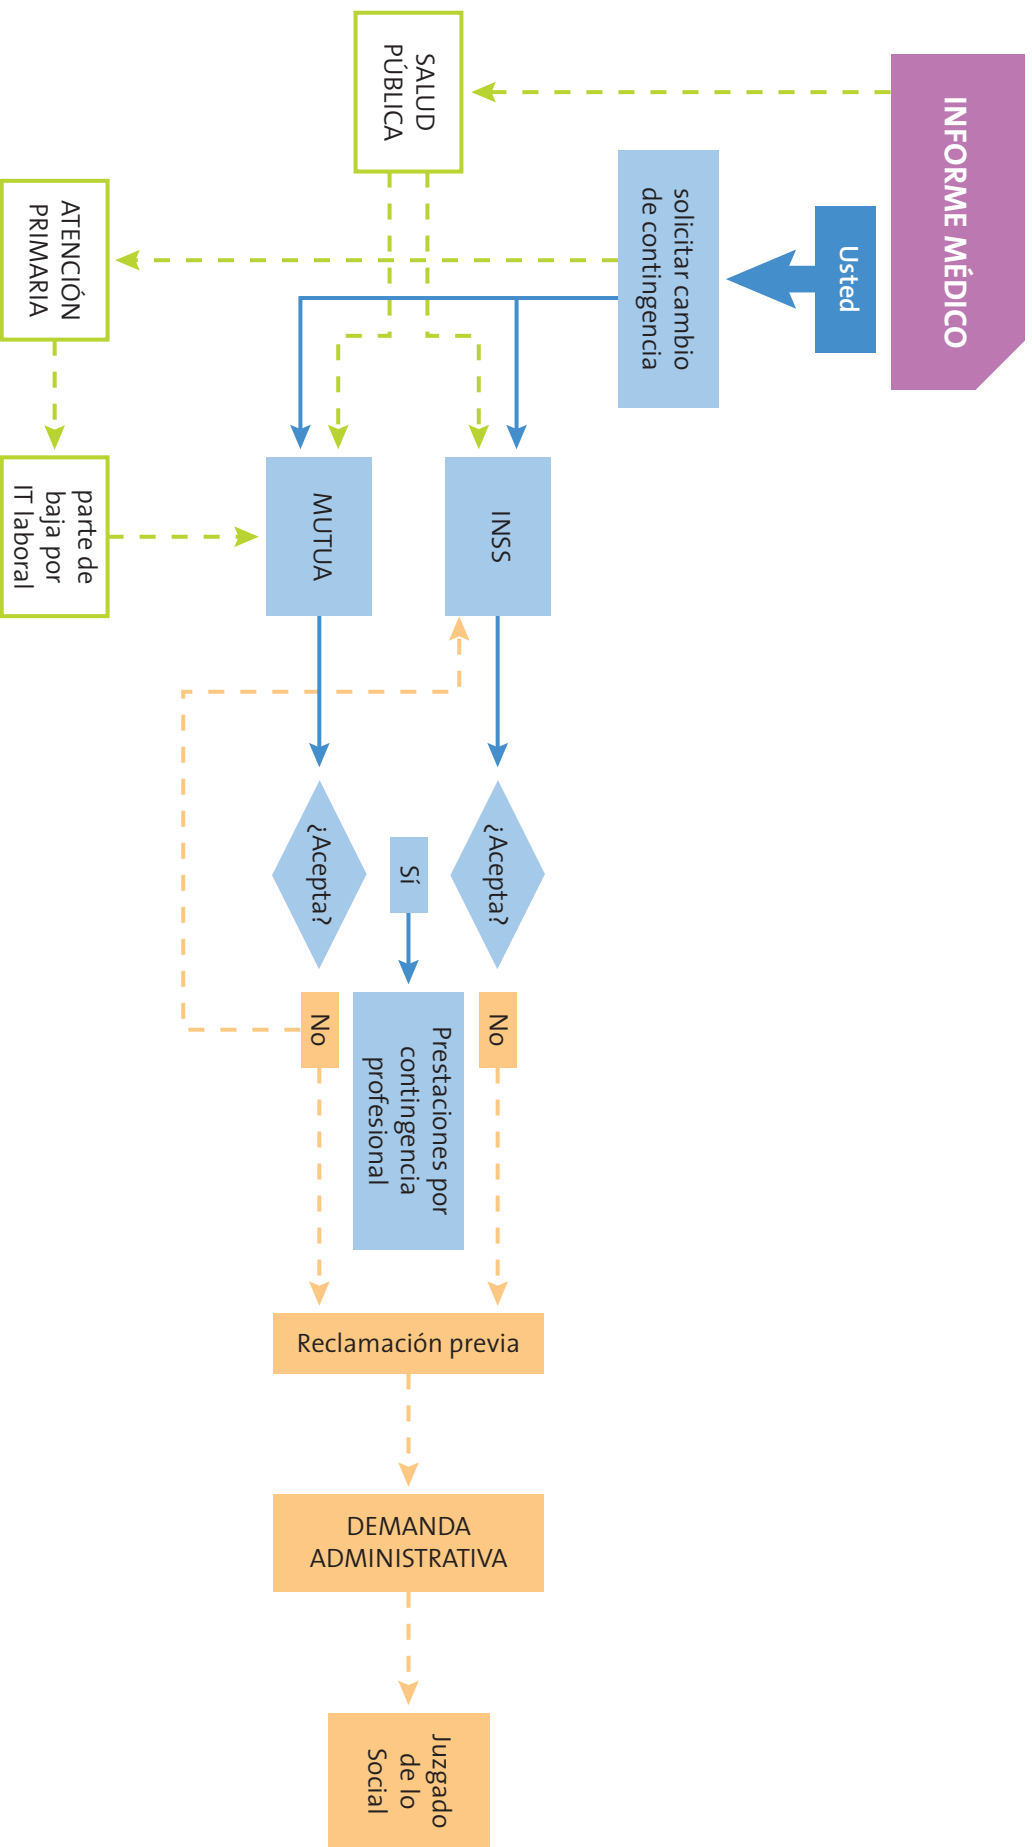 INFORME MÉDICO
Usted
solicitar cambio
de contingencia
SALUD
PÚBLICA
ATENCIÓN
PRIMARIA
parte de
baja por
IT laboral
INSS
MUTUA
¿Acepta?
Sí
¿Acepta?
No
Prestaciones por
contingencia
profesional
No
Reclamación previa
DEMANDA
ADMINISTRATIVA
Juzgado
de lo
Social